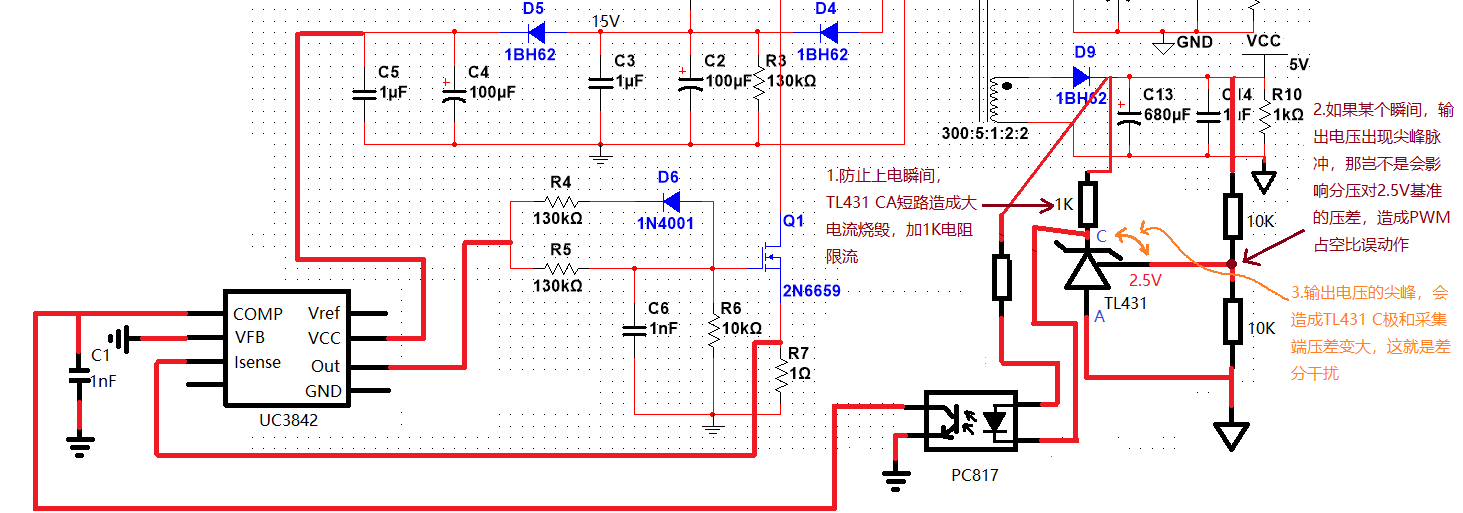 D5
15V
D4
1BH62
1BH62
C5
1µF
C4
100µF
C3
1µF
C2
100µF
R3
130kΩ
GND
VCC
5V
D9
1BH62
C13
680µF
C14
1µF
R10
1kΩ
300:5:1:2:2
2.如果某个瞬间，输
出电压出现尖峰脉
冲，那岂不是会影
响分压对2.5V基准
的压差，造成PWM
占空比误动作
1.防止上电瞬间，
TL431 CA短路造成大
电流烧毁，加1K电阻
限流
1K
10K
C
2.5V
TL431
A
10K
3.输出电压的尖峰，会
造成TL431 C极和采集
端压差变大，这就是差
分干扰
R4
130kΩ
D6
1N4001
R5
130kΩ
Q1
2N6659
C6
1nF
R6
10kΩ
R7
1Ω
COMP
VFB
Isense
Vref
VCC
Out
GND
UC3842
C1
1nF
PC817